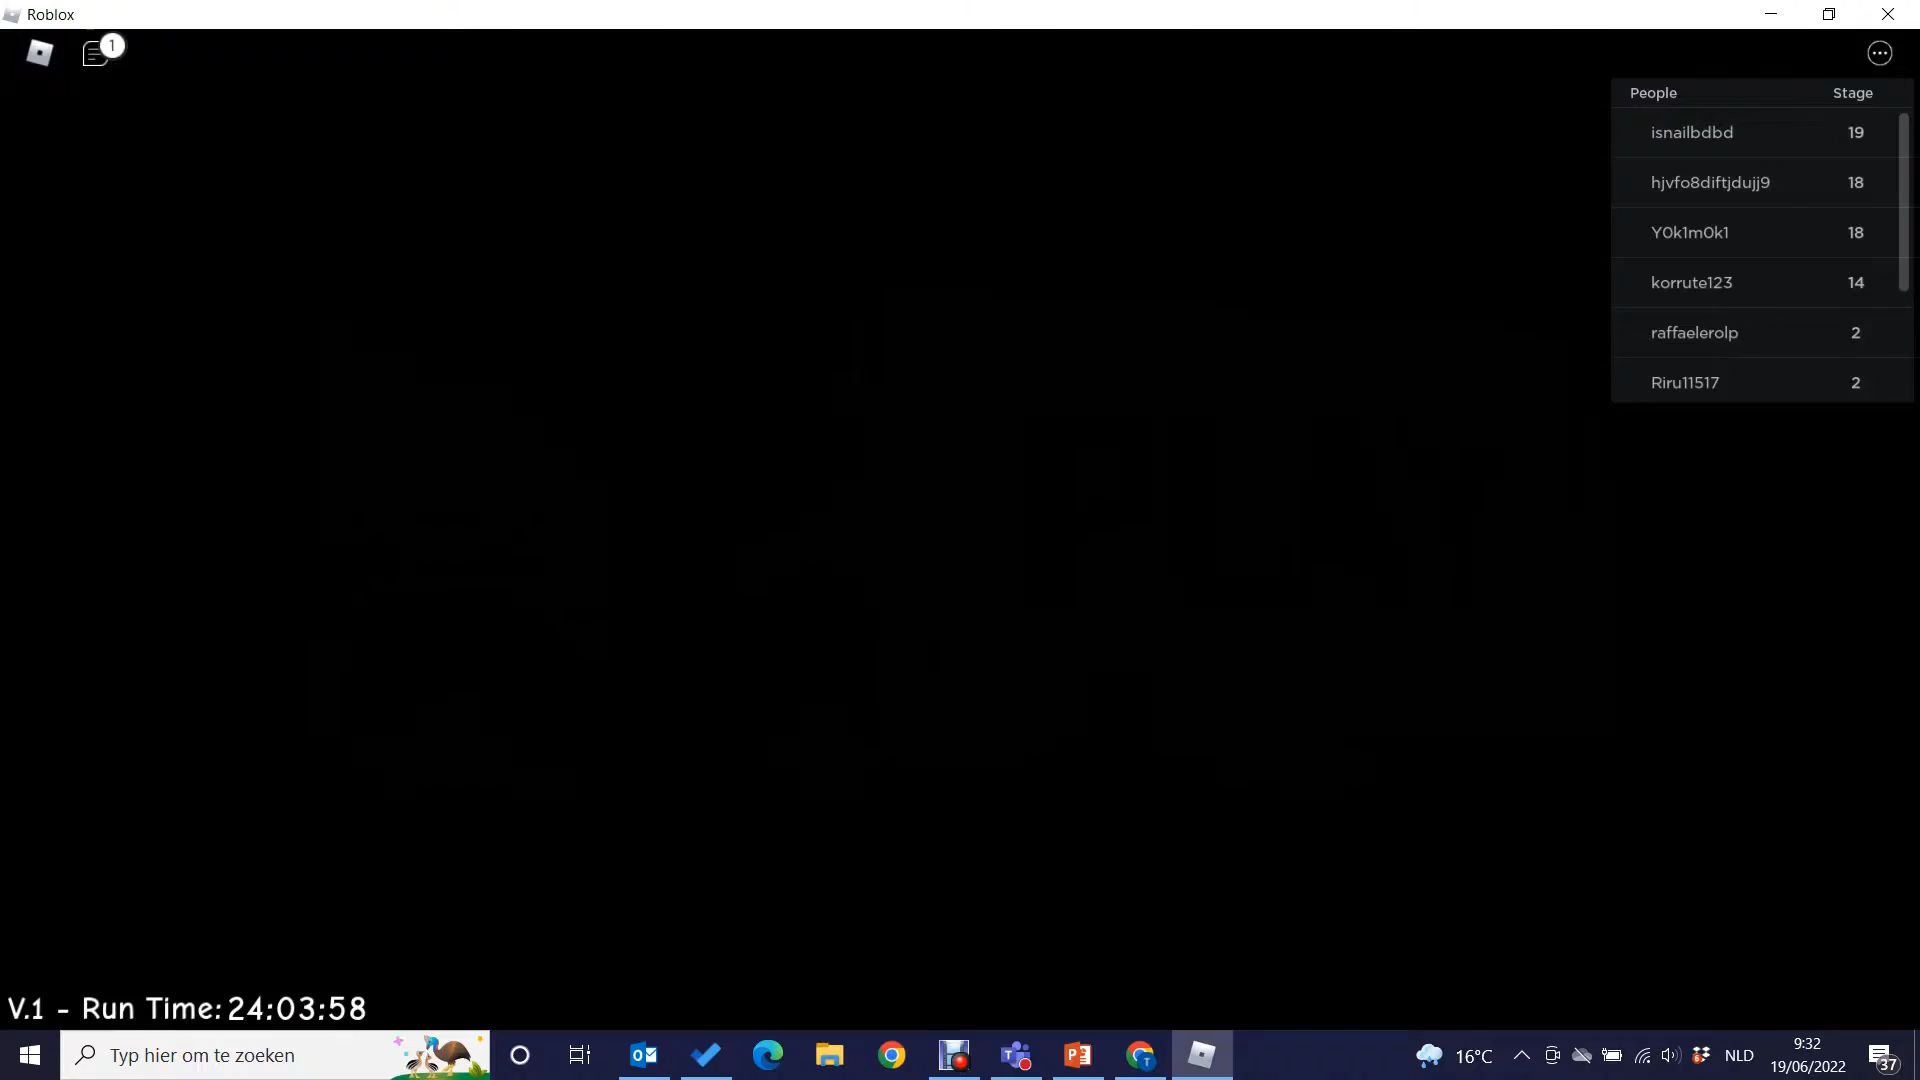 Roblox
1
People Stage
isnailbdbd 19
hjvfo8diftjdujj9 18
Y0k1m0k1 18
korrute123 14
raffaelerolp 2
Riru11517 2
V.1 - Run Time: 24:03:58
Typ hier om te zoeken
16°C
NLD
9:32
19/06/2022
37